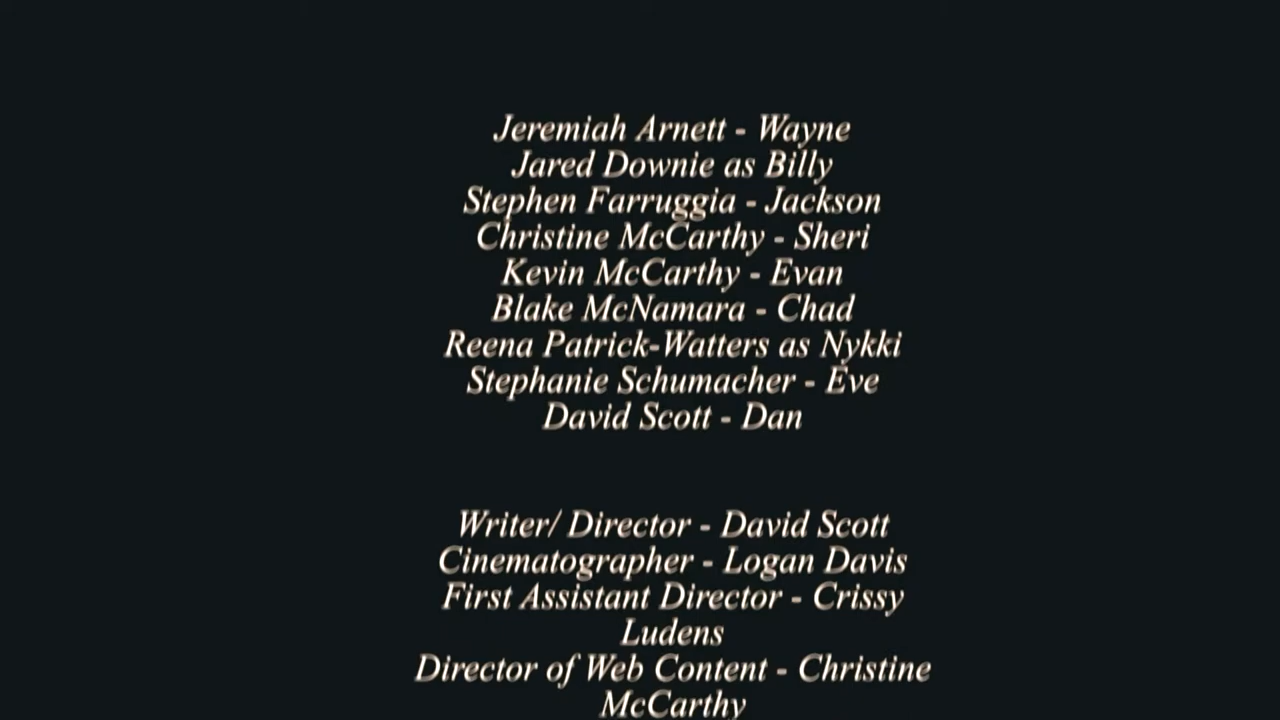 Jeremiah Arnett - Wayne
Jared Downie as Billy
Stephen Farruggia - Jackson
Christine McCarthy - Sheri
Kevin McCarthy - Evan
Blake McNamara - Chad
Reena Patrick-Watters as Nykki
Stephanie Schumacher - Eve
David Scott - Dan
Writer/ Director - David Scott
Cinematographer - Logan Davis
First Assistant Director - Crissy
Ludens
Director of Web Content - Christine
McCarthy